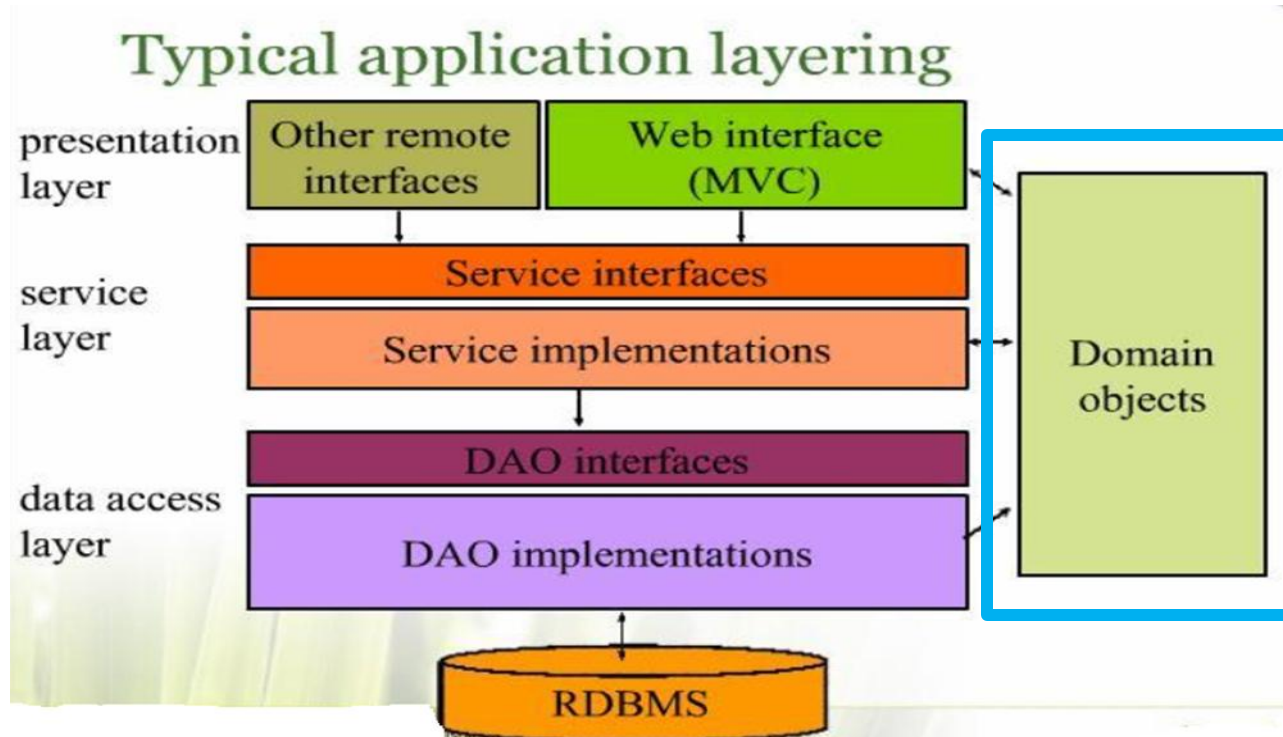 Typical application layering
presentation
layer
Other remote
interfaces
Web interface
(MVC)
service
layer
Service interfaces
Service implementations
Domain
objects
data access
layer
DAO interfaces
DAO implementations
RDBMS